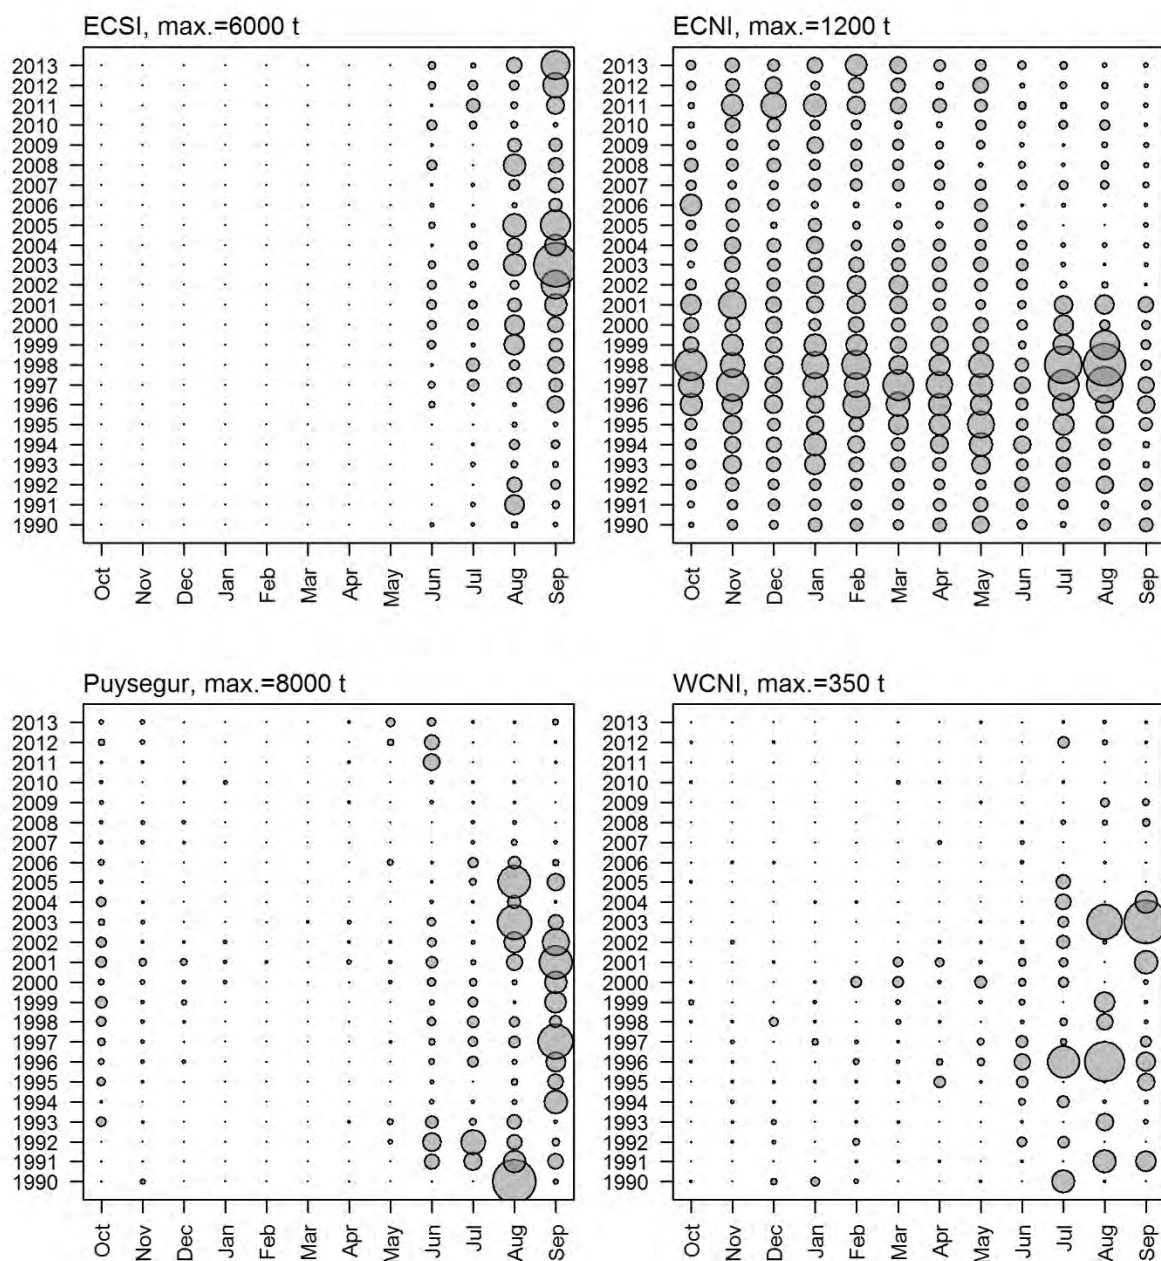 ECSI, max.=6000 t
2013
2012
2011
2010
2009
2008
2007
2006
2005
2004
2003
2002
2001
2000
1999
1998
1997
1996
1995
1994
1993
1992
1991
1990
Oct
Nov
Dec
Jan
Feb
Mar
Apr
May
Jun
Jul
Aug
Sep
ECNI, max.=1200 t
2013
2012
2011
2010
2009
2008
2007
2006
2005
2004
2003
2002
2001
2000
1999
1998
1997
1996
1995
1994
1993
1992
1991
1990
Oct
Nov
Dec
Jan
Feb
Mar
Apr
May
Jun
Jul
Aug
Sep
Puysegur, max.=8000 t
2013
2012
2011
2010
2009
2008
2007
2006
2005
2004
2003
2002
2001
2000
1999
1998
1997
1996
1995
1994
1993
1992
1991
1990
Oct
Nov
Dec
Jan
Feb
Mar
Apr
May
Jun
Jul
Aug
Sep
WCNI, max.=350 t
2013
2012
2011
2010
2009
2008
2007
2006
2005
2004
2003
2002
2001
2000
1999
1998
1997
1996
1995
1994
1993
1992
1991
1990
Oct
Nov
Dec
Jan
Feb
Mar
Apr
May
Jun
Jul
Aug
Sep